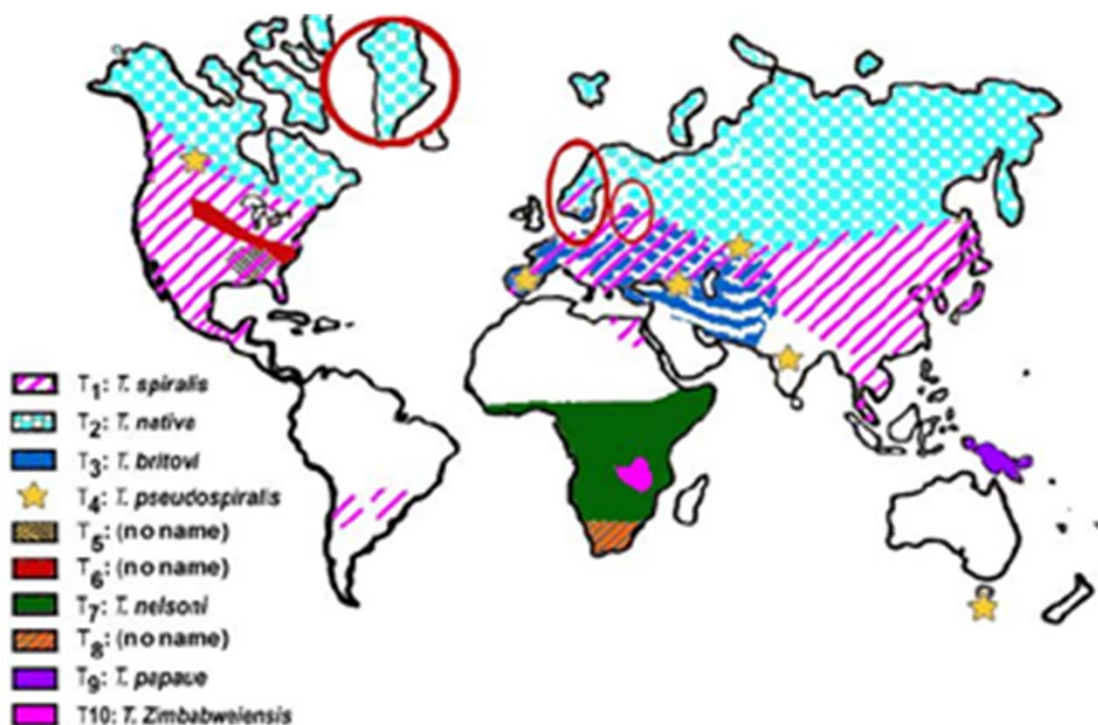 T1: T. spiralis
T2: T. native
T3: T. britovi
T4: T. pseudospiralis
T5: (no name)
T6: (no name)
T7: T. nelsoni
T8: (no name)
T9: T. papaue
T10: T. Zimbabweiensis